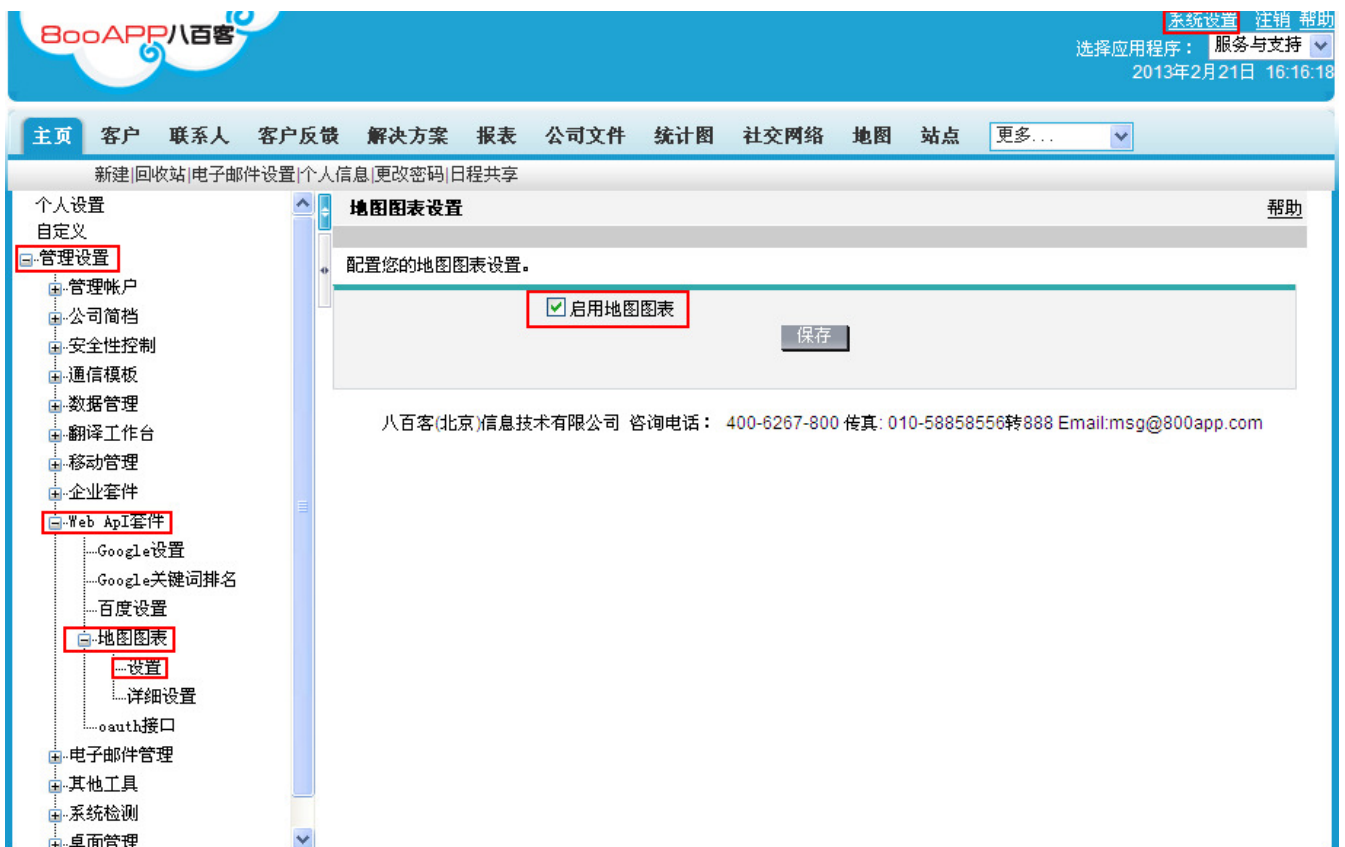 800APP八百客
系统设置 注销 帮助
选择应用程序： 服务与支持
2013年2月21日 16:16:18
主页 客户 联系人 客户反馈 解决方案 报表 公司文件 统计图 社交网络 地图 站点 更多...
新建|回收站|电子邮件设置|个人信息|更改密码|日程共享
个人设置
自定义
管理设置
管理帐户
公司简档
安全性控制
通信模板
数据管理
翻译工作台
移动管理
企业套件
Web ApI套件
Google设置
Google关键词排名
百度设置
地图图表
设置
详细设置
oauth接口
电子邮件管理
其他工具
系统检测
桌面管理
地图图表设置 帮助
配置您的地图图表设置。
启用地图图表
保存
八百客(北京)信息技术有限公司 咨询电话： 400-6267-800 传真: 010-58858556转888 Email:msg@800app.com